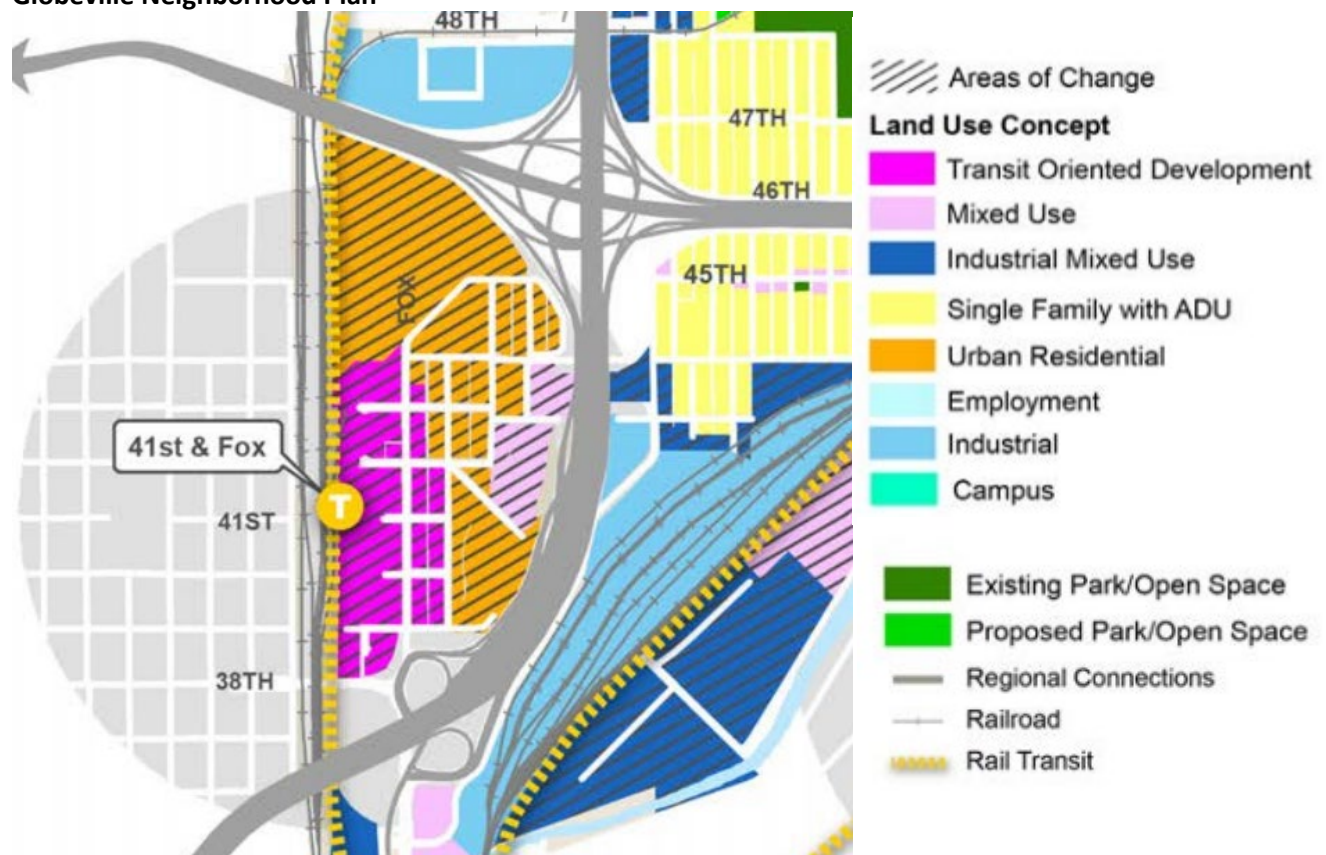 Globeville Neighborhood Plan
48TH
47TH
46TH
45TH
FOX
41st & Fox
T
41ST
38TH
Areas of Change
Land Use Concept
Transit Oriented Development
Mixed Use
Industrial Mixed Use
Single Family with ADU
Urban Residential
Employment
Industrial
Campus
Existing Park/Open Space
Proposed Park/Open Space
Regional Connections
Railroad
Rail Transit